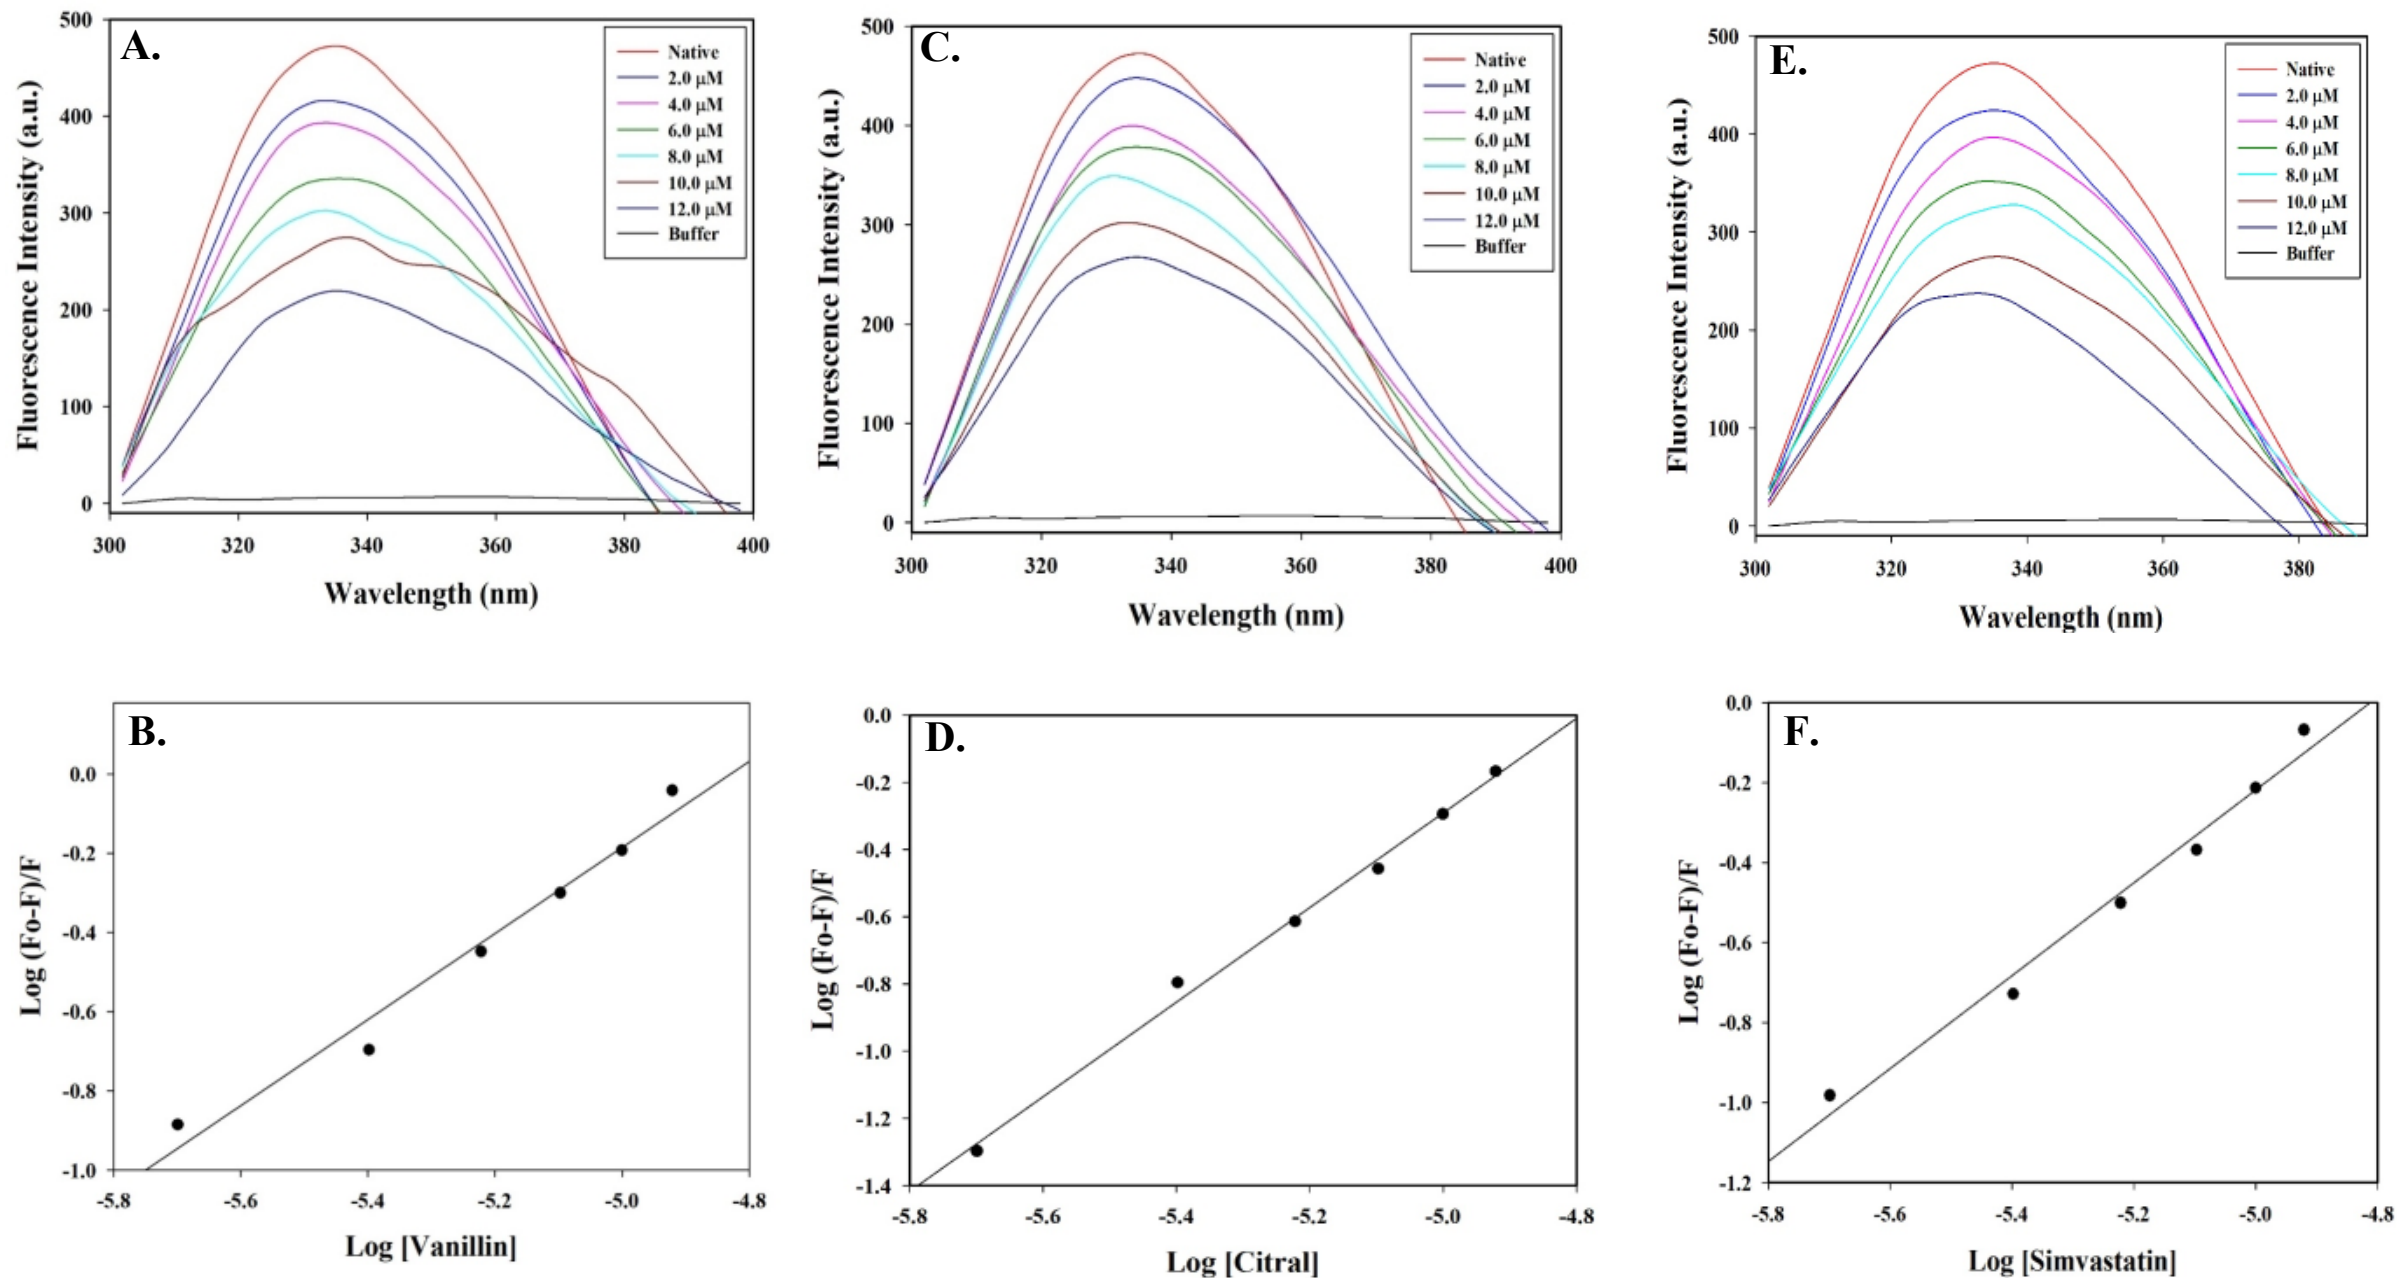 A.
500
400
300
200
100
0
300 320 340 360 380 400
Fluorescence Intensity (a.u.)
Wavelength (nm)
Native
2.0 μM
4.0 μM
6.0 μM
8.0 μM
10.0 μM
12.0 μM
Buffer
C.
500
400
300
200
100
0
300 320 340 360 380 400
Fluorescence Intensity (a.u.)
Wavelength (nm)
Native
2.0 μM
4.0 μM
6.0 μM
8.0 μM
10.0 μM
12.0 μM
Buffer
E.
500
400
300
200
100
0
300 320 340 360 380
Fluorescence Intensity (a.u.)
Wavelength (nm)
Native
2.0 μM
4.0 μM
6.0 μM
8.0 μM
10.0 μM
12.0 μM
Buffer
B.
0.0
-0.2
-0.4
-0.6
-0.8
-1.0
-5.8 -5.6 -5.4 -5.2 -5.0 -4.8
Log (Fo-F)/F
Log [Vanillin]
D.
0.0
-0.2
-0.4
-0.6
-0.8
-1.0
-1.2
-1.4
-5.8 -5.6 -5.4 -5.2 -5.0 -4.8
Log (Fo-F)/F
Log [Citral]
F.
0.0
-0.2
-0.4
-0.6
-0.8
-1.0
-1.2
-5.8 -5.6 -5.4 -5.2 -5.0 -4.8
Log (Fo-F)/F
Log [Simvastatin]